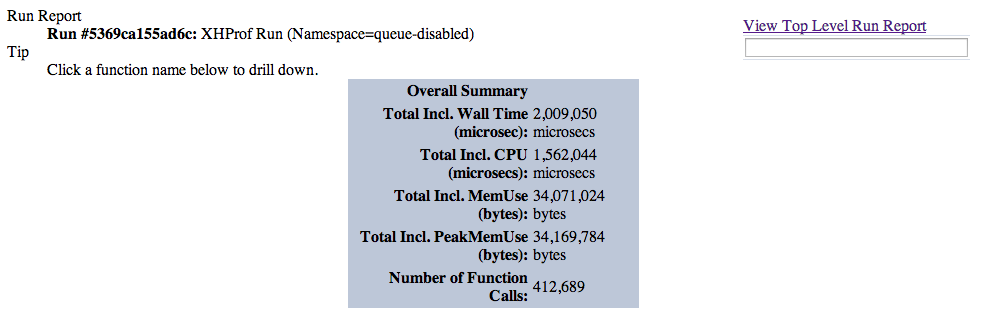 Run Report
Run #5369ca155ad6c: XHProf Run (Namespace=queue-disabled)
Tip
Click a function name below to drill down.
View Top Level Run Report
Overall Summary
Total Incl. Wall Time 2,009,050
(microsec): microsecs
Total Incl. CPU 1,562,044
(microsecs): microsecs
Total Incl. MemUse 34,071,024
(bytes): bytes
Total Incl. PeakMemUse 34,169,784
(bytes): bytes
Number of Function
Calls: 412,689